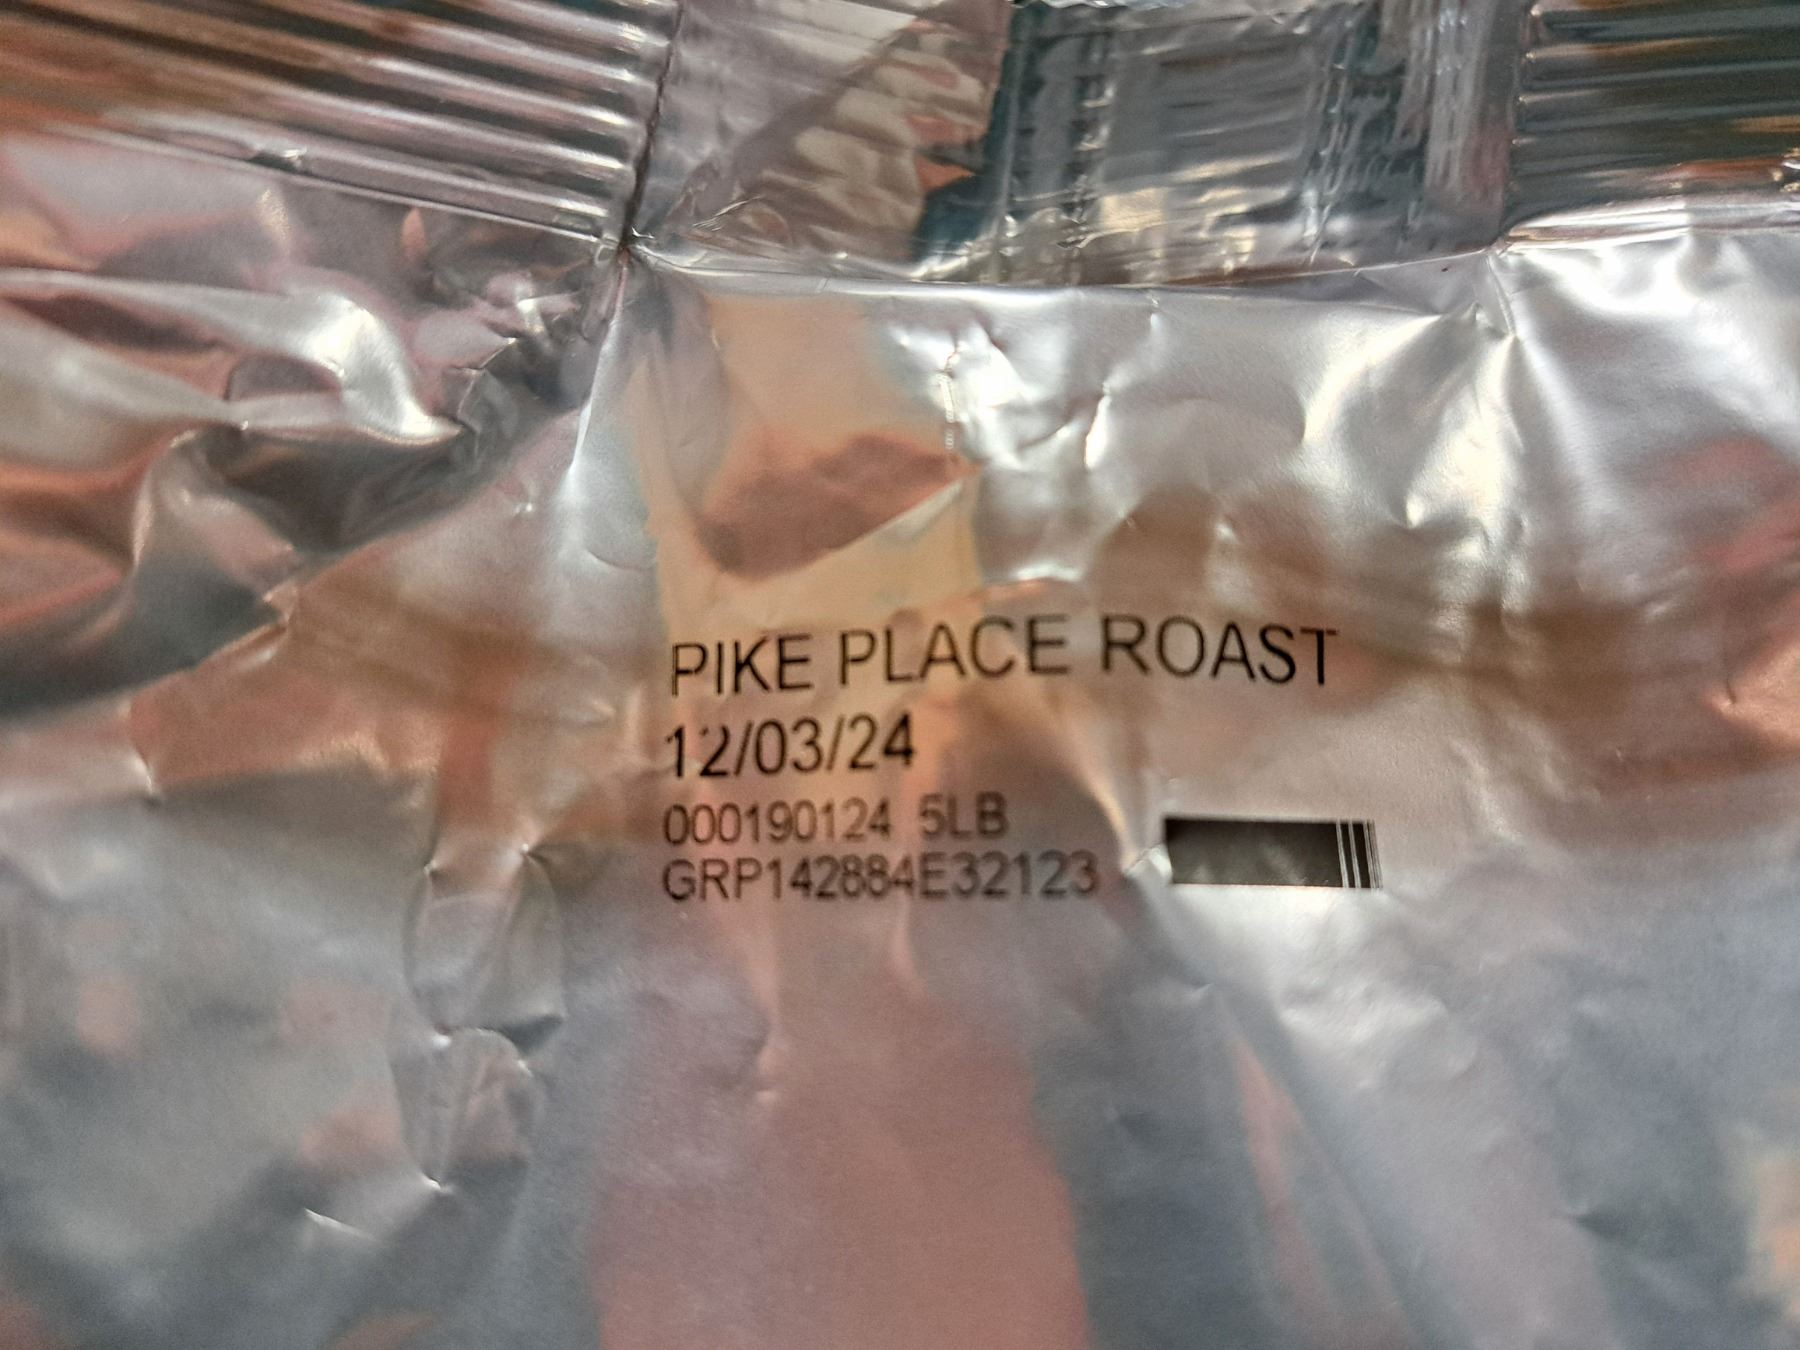 PIKE PLACE ROAST
12/03/24
000190124 5LB
GRP142884E32123